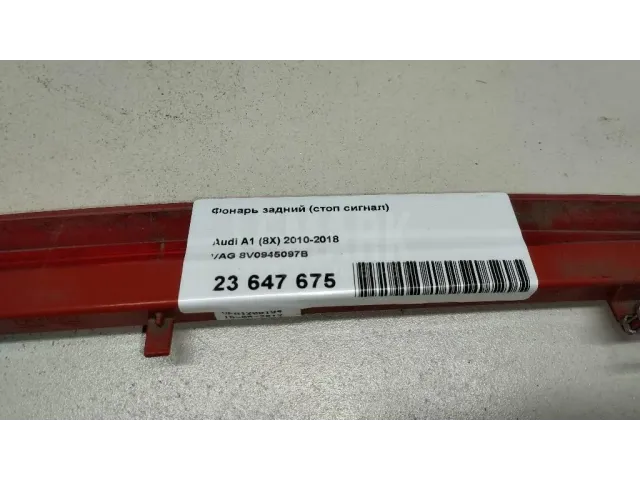 Фонарь задний (стоп сигнал)
Audi A1 (8X) 2010-2018
VAG 8V0945097B
23 647 675